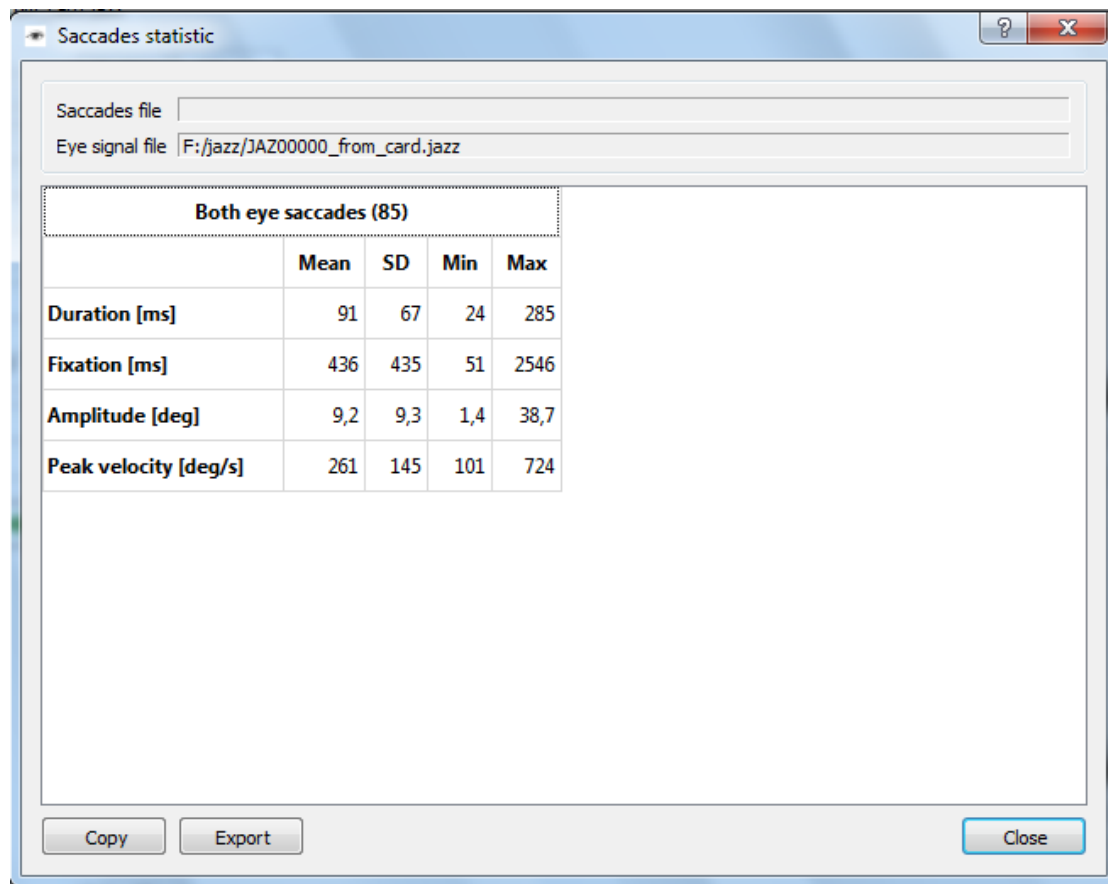 Saccades statistic
Saccades file
Eye signal file F:/jazz/JAZ00000_from_card.jazz
Both eye saccades (85)
Mean SD Min Max
Duration [ms] 91 67 24 285
Fixation [ms] 436 435 51 2546
Amplitude [deg] 9,2 9,3 1,4 38,7
Peak velocity [deg/s] 261 145 101 724
Copy Export Close